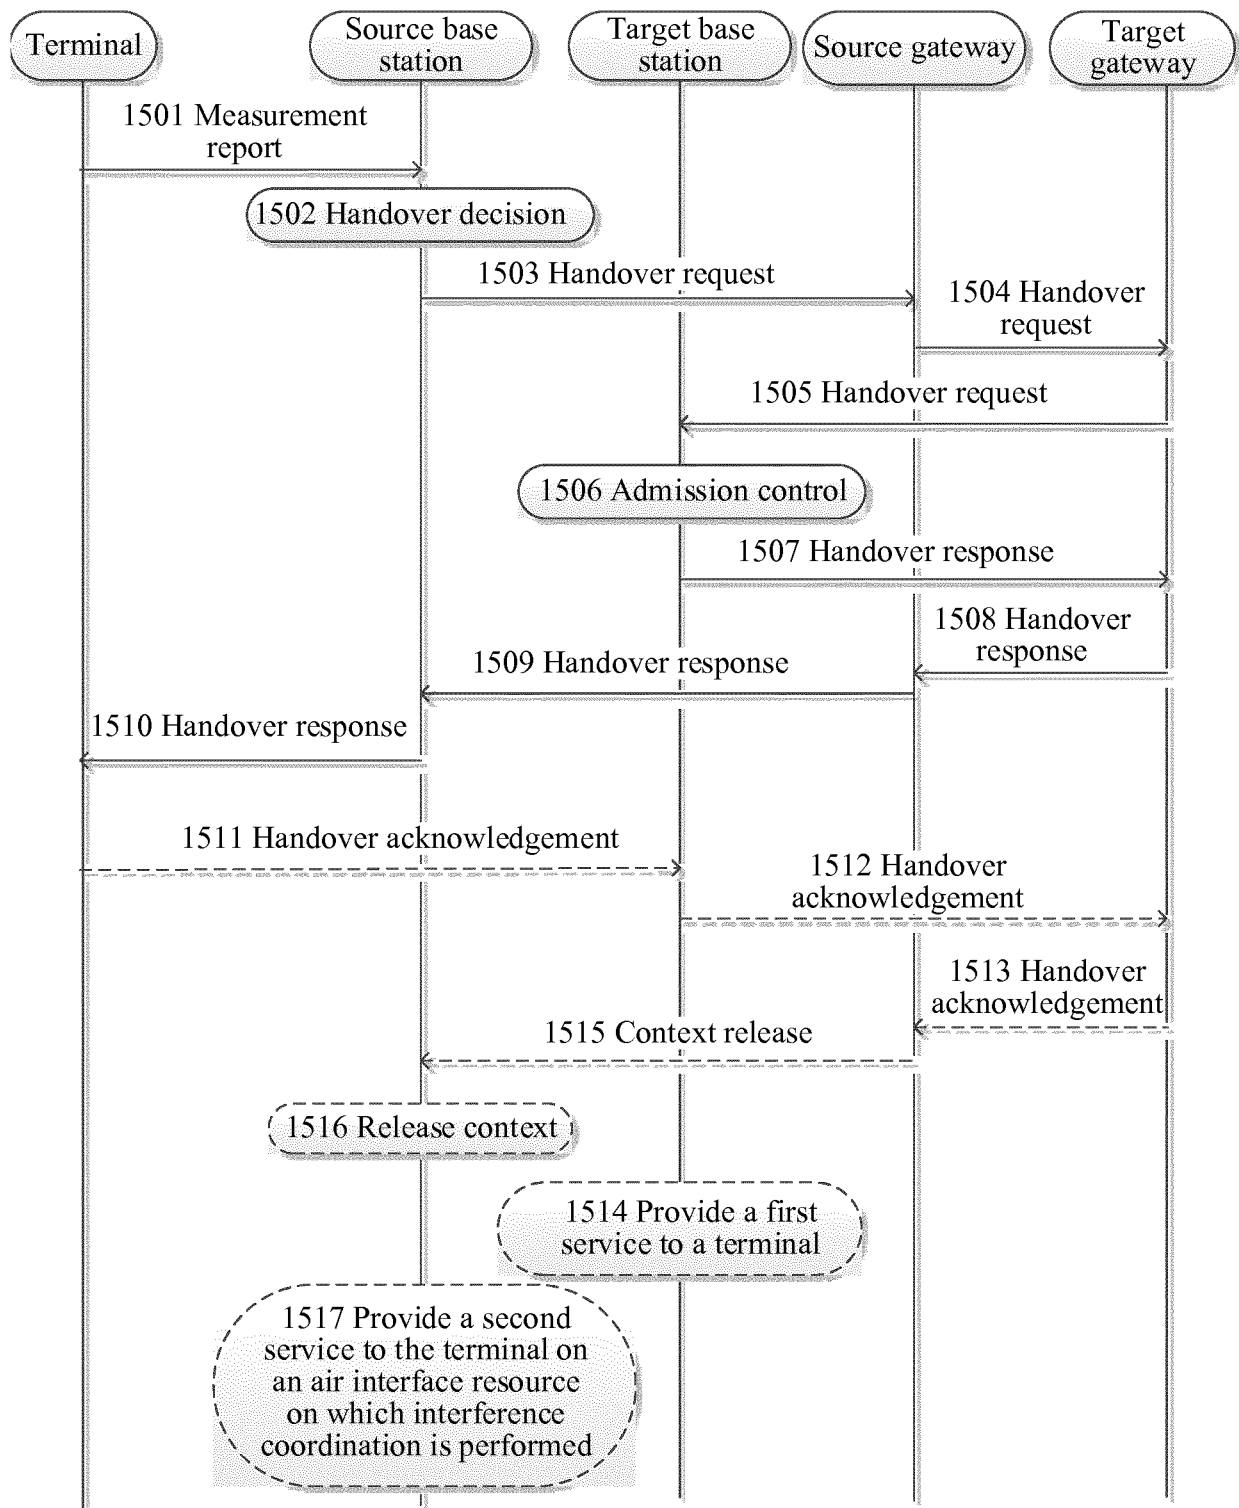 Terminal
Source base
station
Target base
station
Source gateway
Target
gateway
1501 Measurement
report
1502 Handover decision
1503 Handover request
1504 Handover
request
1505 Handover request
1506 Admission control
1507 Handover response
1508 Handover
response
1509 Handover response
1510 Handover response
1511 Handover acknowledgement
1512 Handover
acknowledgement
1513 Handover
acknowledgement
1515 Context release
1516 Release context
1514 Provide a first
service to a terminal
1517 Provide a second
service to the terminal on
an air interface resource
on which interference
coordination is performed